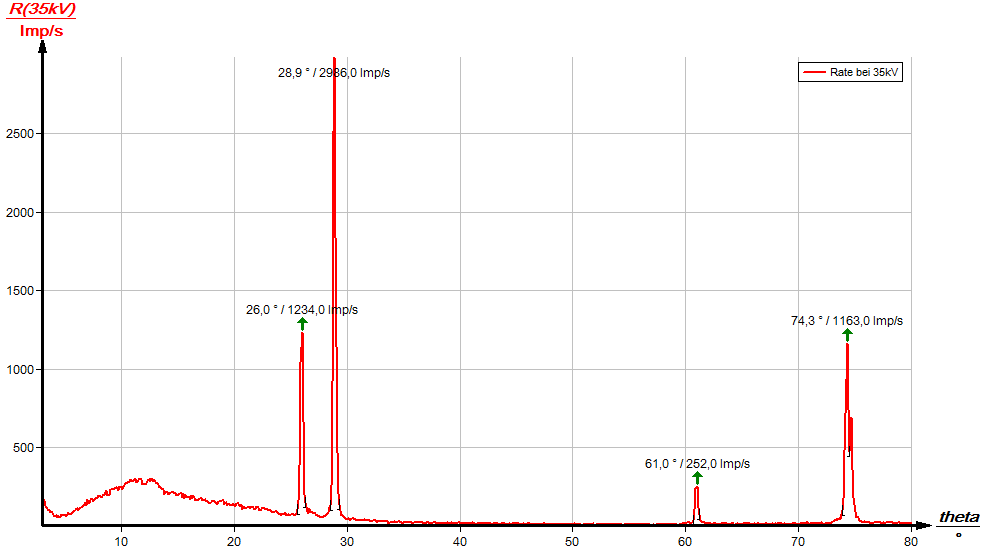 R(35kV)
Imp/s
28,9 ° / 2986,0 Imp/s
Rate bei 35kV
2500
2000
1500
26,0 ° / 1234,0 Imp/s
74,3 ° / 1163,0 Imp/s
1000
500
61,0 ° / 252,0 Imp/s
theta
°
10 20 30 40 50 60 70 80